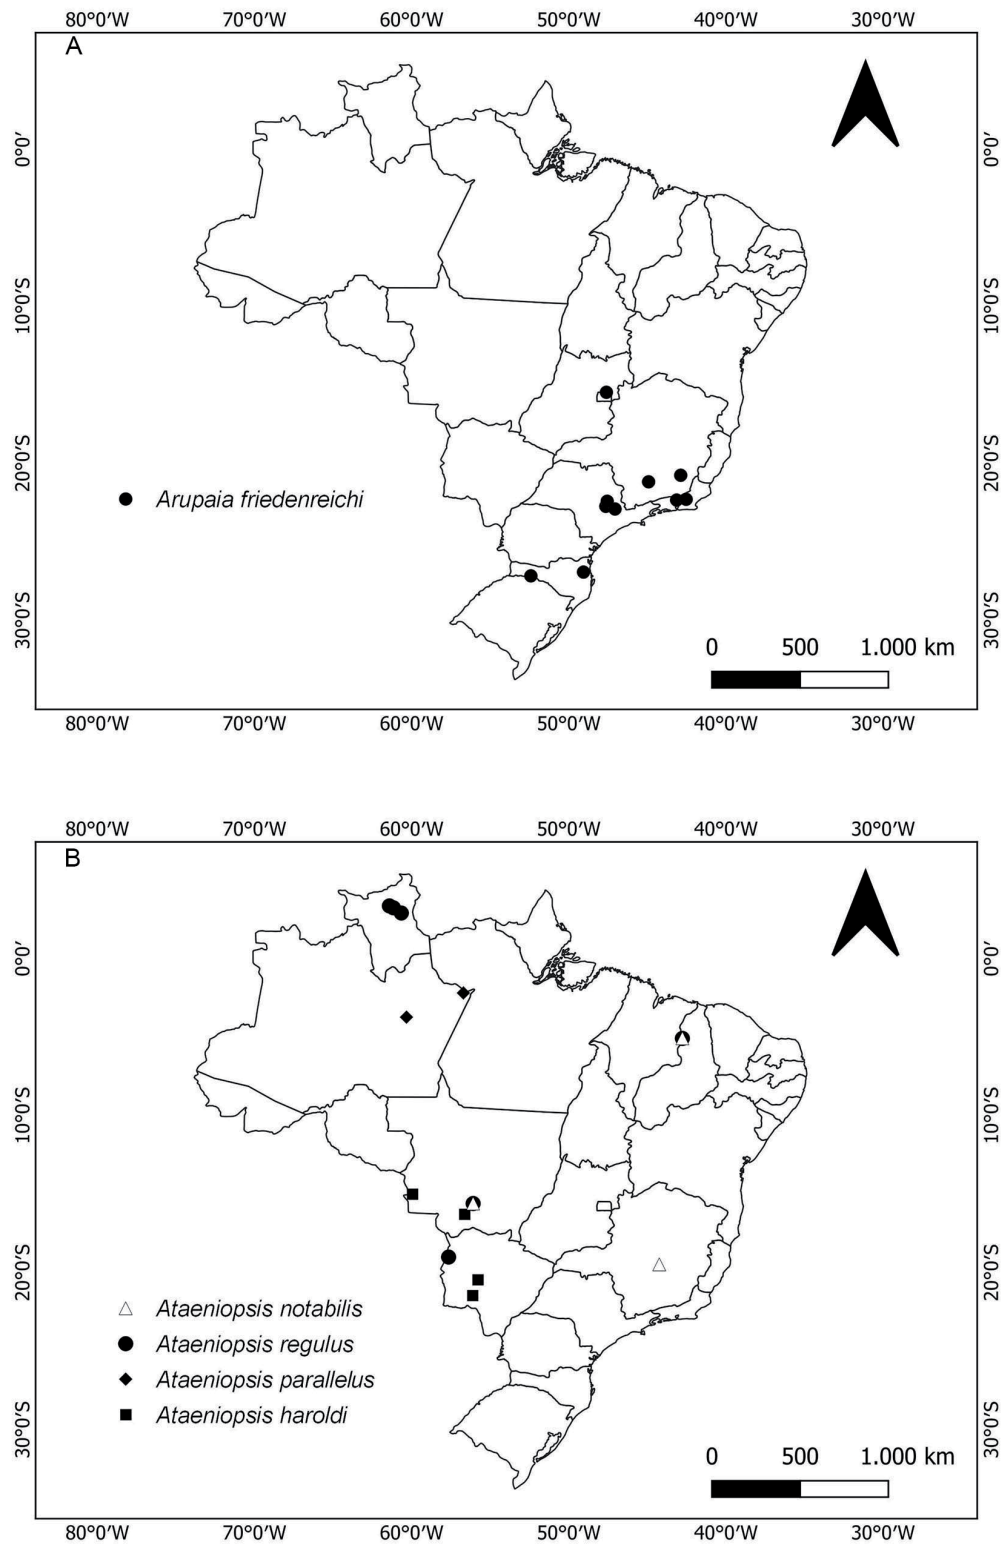 80°0'W 70°0'W 60°0'W 50°0'W 40°0'W 30°0'W
A
0°0' 0°0'
10°0'S 10°0'S
20°0'S 20°0'S
Arupaia friedenreichi
30°0'S 30°0'S
0 500 1.000 km
80°0'W 70°0'W 60°0'W 50°0'W 40°0'W 30°0'W
80°0'W 70°0'W 60°0'W 50°0'W 40°0'W 30°0'W
B
0°0' 0°0'
10°0'S 10°0'S
20°0'S 20°0'S
Ataeniopsis notabilis
Ataeniopsis regulus
Ataeniopsis parallelus
Ataeniopsis haroldi
30°0'S 30°0'S
0 500 1.000 km
80°0'W 70°0'W 60°0'W 50°0'W 40°0'W 30°0'W